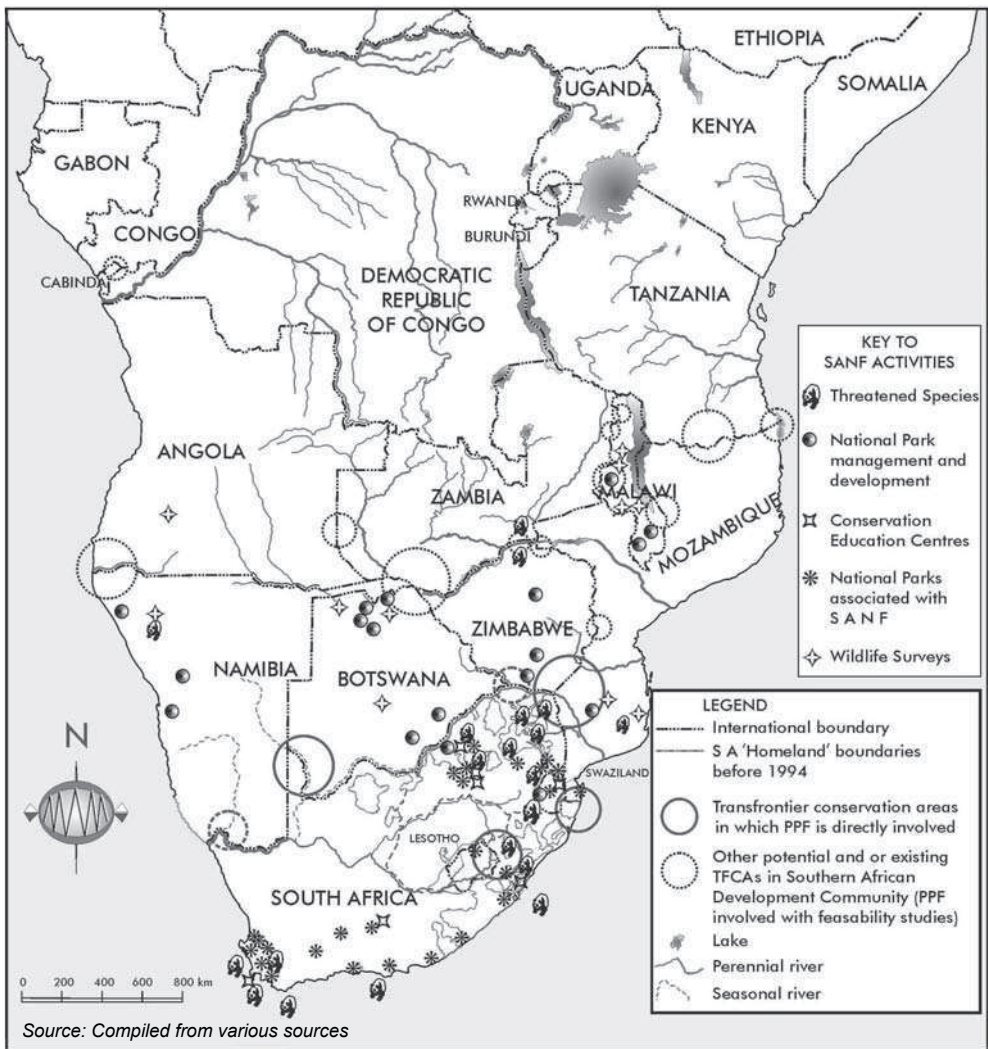 ETHIOPIA
UGANDA
SOMALIA
KENYA
GABON
RWANDA
CONGO
BURUNDI
CABINDA
DEMOCRATIC
REPUBLIC
OF CONGO
TANZANIA
KEY TO
SANF ACTIVITIES
Threatened Species
National Park
management and
development
Conservation
Education Centres
National Parks
associated with
S A N F
Wildlife Surveys
ANGOLA
ZAMBIA
MALAWI
MOZAMBIQUE
ZIMBABWE
NAMIBIA
BOTSWANA
LEGEND
International boundary
S A 'Homeland' boundaries
before 1994
Transfrontier conservation areas
in which PPF is directly involved
Other potential and or existing
TFCAs in Southern African
Development Community (PPF
involved with feasability studies)
Lake
Perennial river
Seasonal river
N
SWAZILAND
LESOTHO
SOUTH AFRICA
0 200 400 600 800 km
Source: Compiled from various sources